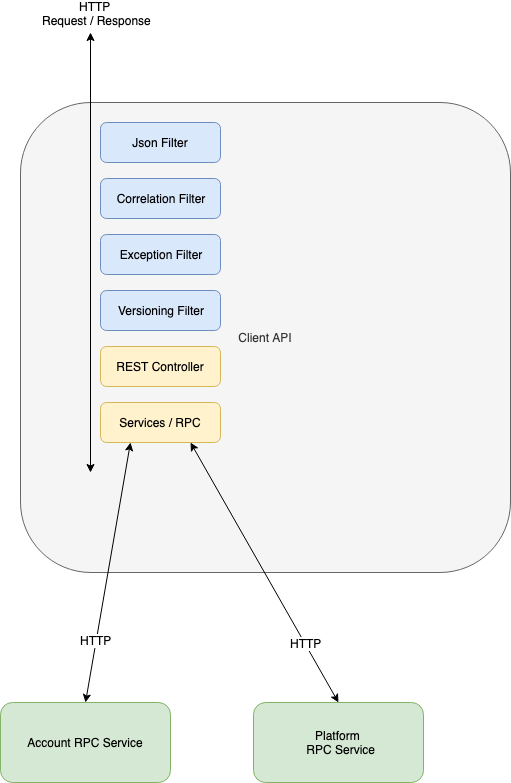 HTTP
Request / Response
Json Filter
Correlation Filter
Exception Filter
Versioning Filter
Client API
REST Controller
Services / RPC
HTTP
HTTP
Account RPC Service
Platform
RPC Service